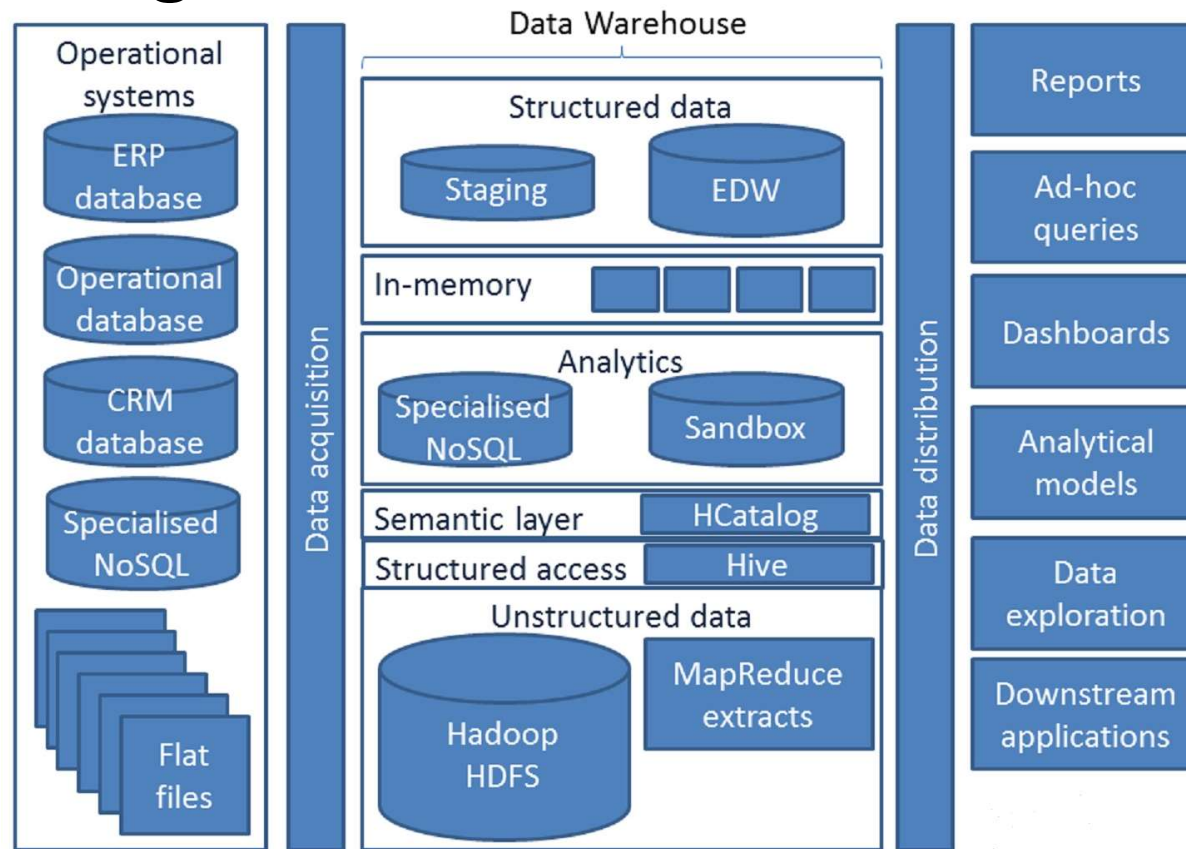 Data Warehouse
Operational
systems
ERP
database
Operational
database
CRM
database
Specialised
NoSQL
Flat
files
Data acquisition
Structured data
Staging
EDW
In-memory
Analytics
Specialised
NoSQL
Sandbox
Semantic layer
HCatalog
Structured access
Hive
Unstructured data
Hadoop
HDFS
MapReduce
extracts
Data distribution
Reports
Ad-hoc
queries
Dashboards
Analytical
models
Data
exploration
Downstream
applications